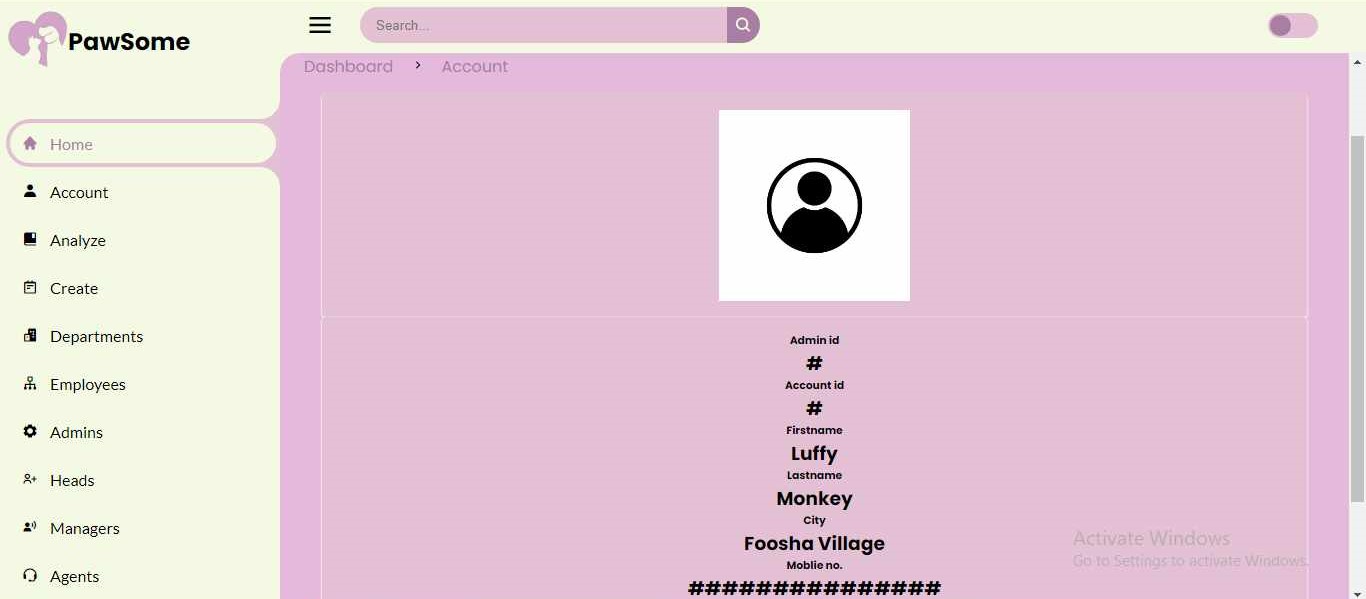 PawSome
Search...
Dashboard > Account
Home
Account
Analyze
Create
Departments
Employees
Admins
Heads
Managers
Agents
Admin id
#
Account id
#
Firstname
Luffy
Lastname
Monkey
City
Foosha Village
Moblie no.
###############
Activate Windows
Go to Settings to activate Windows.